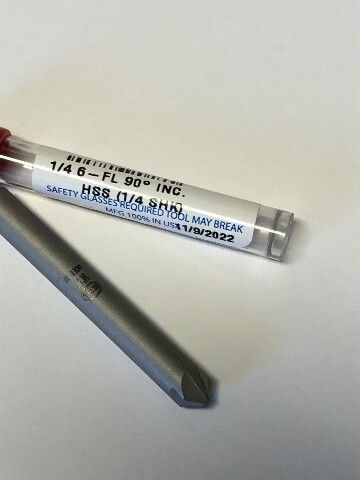 1/4 6-FL 90° INC.
HSS (1/4 SHK)
SAFETY GLASSES REQUIRED TOOL MAY BREAK
MFG 100% IN US
11/9/2022